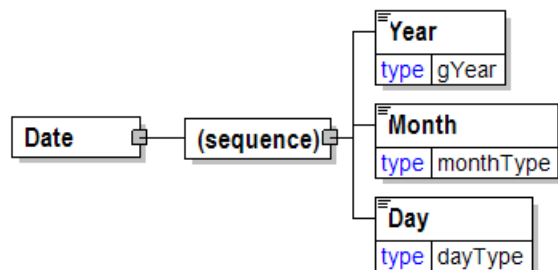 Year
type gYear
Date
(sequence)
Month
type monthType
Day
type dayType